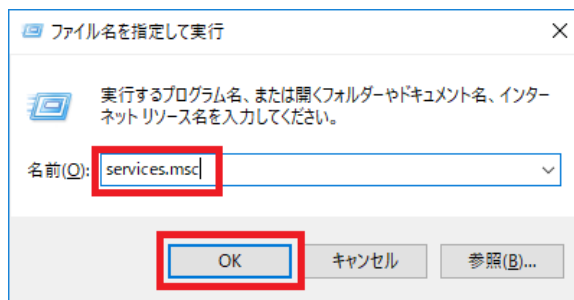 ファイル名を指定して実行
実行するプログラム名、または開くフォルダーやドキュメント名、インター
ネット リソース名を入力してください。
名前(O): services.msc
OK キャンセル 参照(B)...